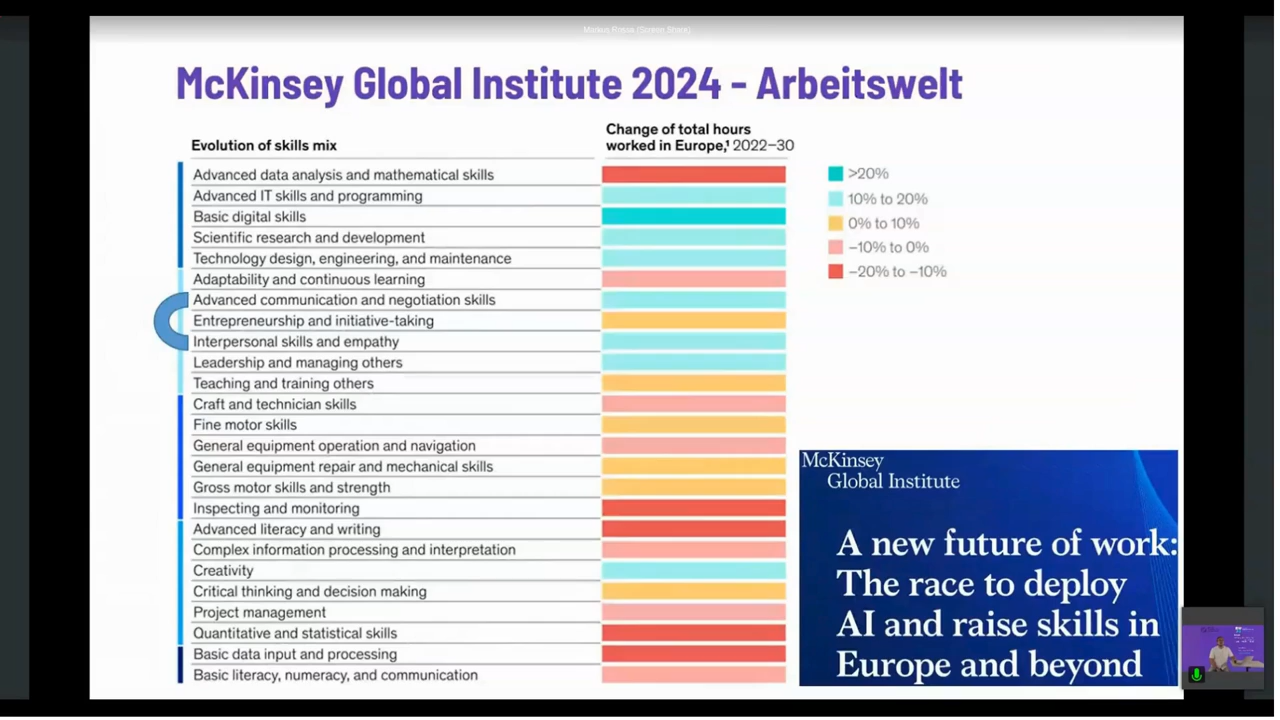 Markus Rossa (Screen Share)
McKinsey Global Institute 2024 - Arbeitswelt
Evolution of skills mix
Change of total hours
worked in Europe,¹ 2022–30
Advanced data analysis and mathematical skills
Advanced IT skills and programming
Basic digital skills
Scientific research and development
Technology design, engineering, and maintenance
Adaptability and continuous learning
Advanced communication and negotiation skills
Entrepreneurship and initiative-taking
Interpersonal skills and empathy
Leadership and managing others
Teaching and training others
Craft and technician skills
Fine motor skills
General equipment operation and navigation
General equipment repair and mechanical skills
Gross motor skills and strength
Inspecting and monitoring
Advanced literacy and writing
Complex information processing and interpretation
Creativity
Critical thinking and decision making
Project management
Quantitative and statistical skills
Basic data input and processing
Basic literacy, numeracy, and communication
>20%
10% to 20%
0% to 10%
–10% to 0%
–20% to –10%
McKinsey
Global Institute
A new future of work:
The race to deploy
AI and raise skills in
Europe and beyond